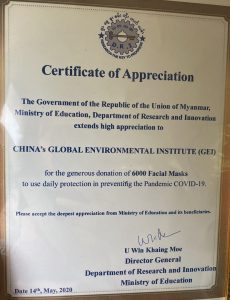 D.R.I
Certificate of Appreciation
The Government of the Republic of the Union of Myanmar,
Ministry of Education, Department of Research and Innovation
extends high appreciation to
CHINA's GLOBAL ENVIRONMENTAL INSTITUTE (GEI)
for the generous donation of 6000 Facial Masks
to use daily protection in preventing the Pandemic COVID-19.
Please accept the deepest appreciation from Ministry of Education and its beneficiaries.
U Win Khaing Moe
Director General
Department of Research and Innovation
Ministry of Education
Date 14th, May, 2020